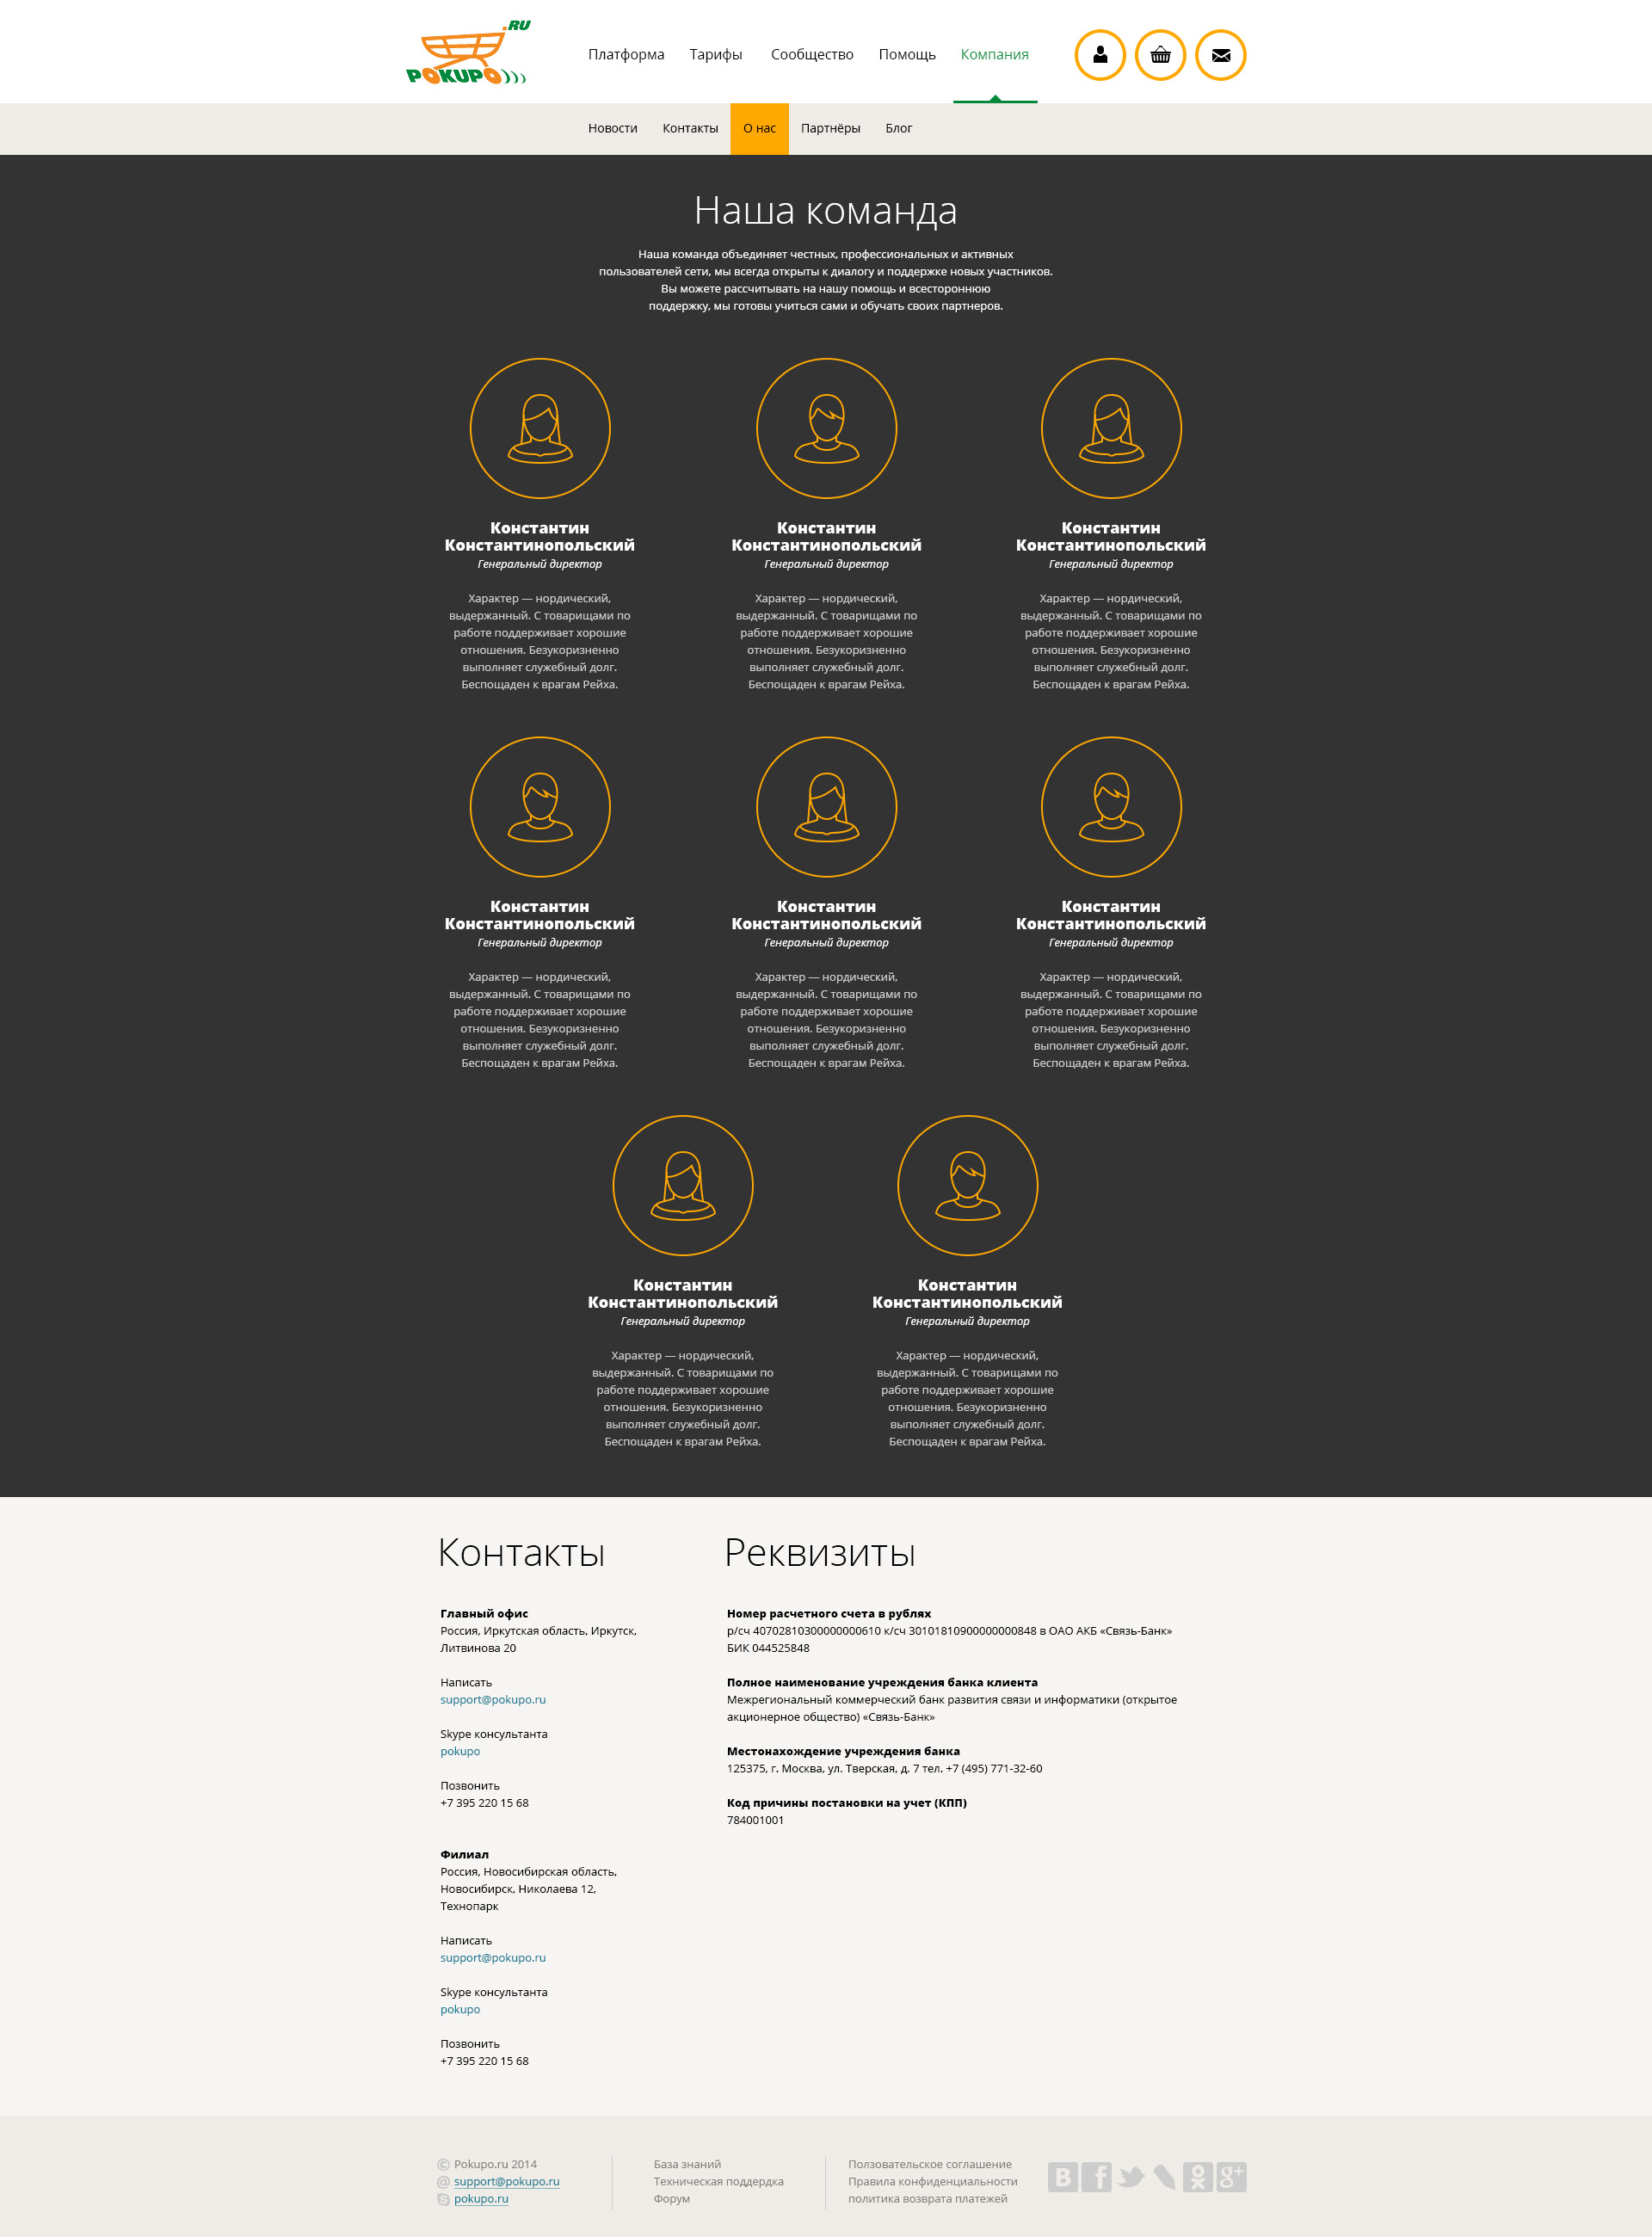 .RU
POKUPO
Платформа Тарифы Сообщество Помощь Компания
Новости Контакты О нас Партнёры Блог
Наша команда
Наша команда объединяет честных, профессиональных и активных
пользователей сети, мы всегда открыты к диалогу и поддержке новых участников.
Вы можете рассчитывать на нашу помощь и всестороннюю
поддержку, мы готовы учиться сами и обучать своих партнеров.
Константин
Константинопольский
Генеральный директор
Характер — нордический,
выдержанный. С товарищами по
работе поддерживает хорошие
отношения. Безукоризненно
выполняет служебный долг.
Беспощаден к врагам Рейха.
Константин
Константинопольский
Генеральный директор
Характер — нордический,
выдержанный. С товарищами по
работе поддерживает хорошие
отношения. Безукоризненно
выполняет служебный долг.
Беспощаден к врагам Рейха.
Константин
Константинопольский
Генеральный директор
Характер — нордический,
выдержанный. С товарищами по
работе поддерживает хорошие
отношения. Безукоризненно
выполняет служебный долг.
Беспощаден к врагам Рейха.
Константин
Константинопольский
Генеральный директор
Характер — нордический,
выдержанный. С товарищами по
работе поддерживает хорошие
отношения. Безукоризненно
выполняет служебный долг.
Беспощаден к врагам Рейха.
Константин
Константинопольский
Генеральный директор
Характер — нордический,
выдержанный. С товарищами по
работе поддерживает хорошие
отношения. Безукоризненно
выполняет служебный долг.
Беспощаден к врагам Рейха.
Константин
Константинопольский
Генеральный директор
Характер — нордический,
выдержанный. С товарищами по
работе поддерживает хорошие
отношения. Безукоризненно
выполняет служебный долг.
Беспощаден к врагам Рейха.
Константин
Константинопольский
Генеральный директор
Характер — нордический,
выдержанный. С товарищами по
работе поддерживает хорошие
отношения. Безукоризненно
выполняет служебный долг.
Беспощаден к врагам Рейха.
Константин
Константинопольский
Генеральный директор
Характер — нордический,
выдержанный. С товарищами по
работе поддерживает хорошие
отношения. Безукоризненно
выполняет служебный долг.
Беспощаден к врагам Рейха.
Контакты
Главный офис
Россия, Иркутская область, Иркутск,
Литвинова 20
Написать
support@pokupo.ru
Skype консультанта
pokupo
Позвонить
+7 395 220 15 68
Филиал
Россия, Новосибирская область,
Новосибирск, Николаева 12,
Технопарк
Написать
support@pokupo.ru
Skype консультанта
pokupo
Позвонить
+7 395 220 15 68
Реквизиты
Номер расчетного счета в рублях
р/сч 40702810300000000610 к/сч 30101810900000000848 в ОАО АКБ «Связь-Банк»
БИК 044525848
Полное наименование учреждения банка клиента
Межрегиональный коммерческий банк развития связи и информатики (открытое
акционерное общество) «Связь-Банк»
Местонахождение учреждения банка
125375, г. Москва, ул. Тверская, д. 7 тел. +7 (495) 771-32-60
Код причины постановки на учет (КПП)
784001001
© Pokupo.ru 2014
@ support@pokupo.ru
pokupo.ru
База знаний
Техническая поддердка
Форум
Полъзовательское соглашение
Правила конфиденциальности
политика возврата платежей